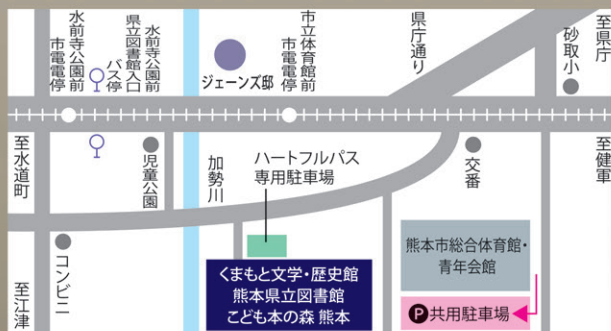 水前寺公園前
市電電停
水前寺公園前
県立図書館入口
バス停
ジェーンズ邸
市立体育館前
市電電停
県庁通り
砂取小
至県庁
至水道町
児童公園
加勢川
ハートフルパス
専用駐車場
交番
至健軍
コンビニ
至江津
くまもと文学・歴史館
熊本県立図書館
こども本の森 熊本
熊本市総合体育館・
青年会館
P共用駐車場